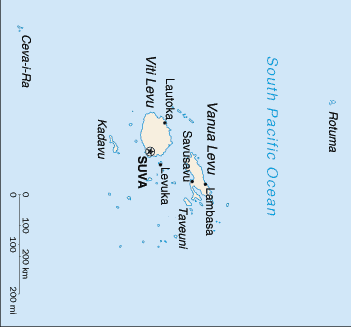 Rotuma
South Pacific Ocean
Vanua Levu
Lambasa
Savusavu
Taveuni
Lautoka
Viti Levu
Levuka
SUVA
Kadavu
Ceva-I-Ra
0 100 200 km
0 100 200 mi